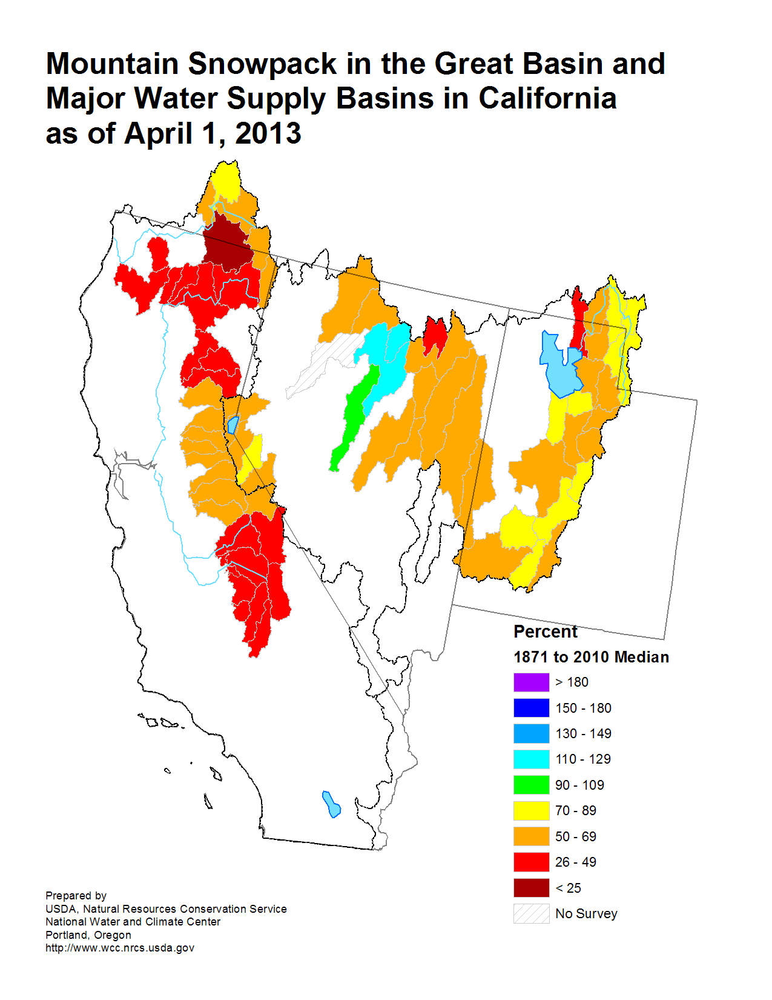 Mountain Snowpack in the Great Basin and
Major Water Supply Basins in California
as of April 1, 2013
Percent
1871 to 2010 Median
> 180
150 - 180
130 - 149
110 - 129
90 - 109
70 - 89
50 - 69
26 - 49
< 25
No Survey
Prepared by
USDA, Natural Resources Conservation Service
National Water and Climate Center
Portland, Oregon
http://www.wcc.nrcs.usda.gov